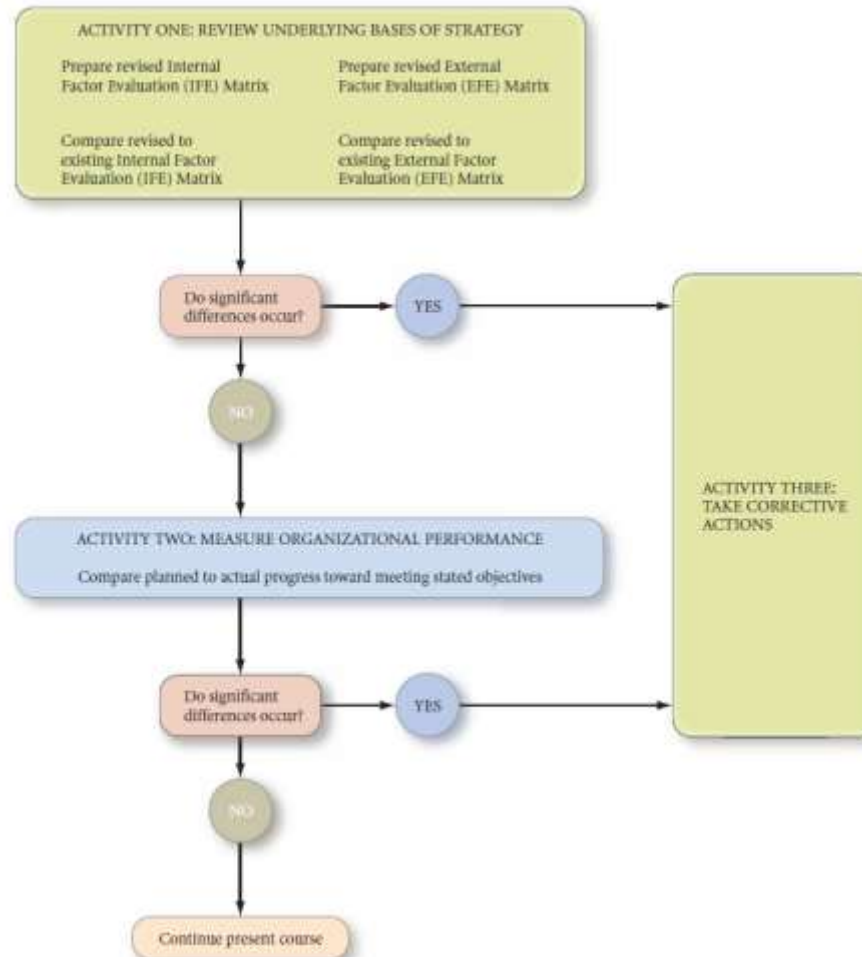 ACTIVITY ONE: REVIEW UNDERLYING BASES OF STRATEGY
Prepare revised Internal
Factor Evaluation (IFE) Matrix
Prepare revised External
Factor Evaluation (EFE) Matrix
Compare revised to
existing Internal Factor
Evaluation (IFE) Matrix
Compare revised to
existing External Factor
Evaluation (EFE) Matrix
Do significant
differences occur?
YES
NO
ACTIVITY THREE:
TAKE CORRECTIVE
ACTIONS
ACTIVITY TWO: MEASURE ORGANIZATIONAL PERFORMANCE
Compare planned to actual progress toward meeting stated objectives
Do significant
differences occur?
YES
NO
Continue present course